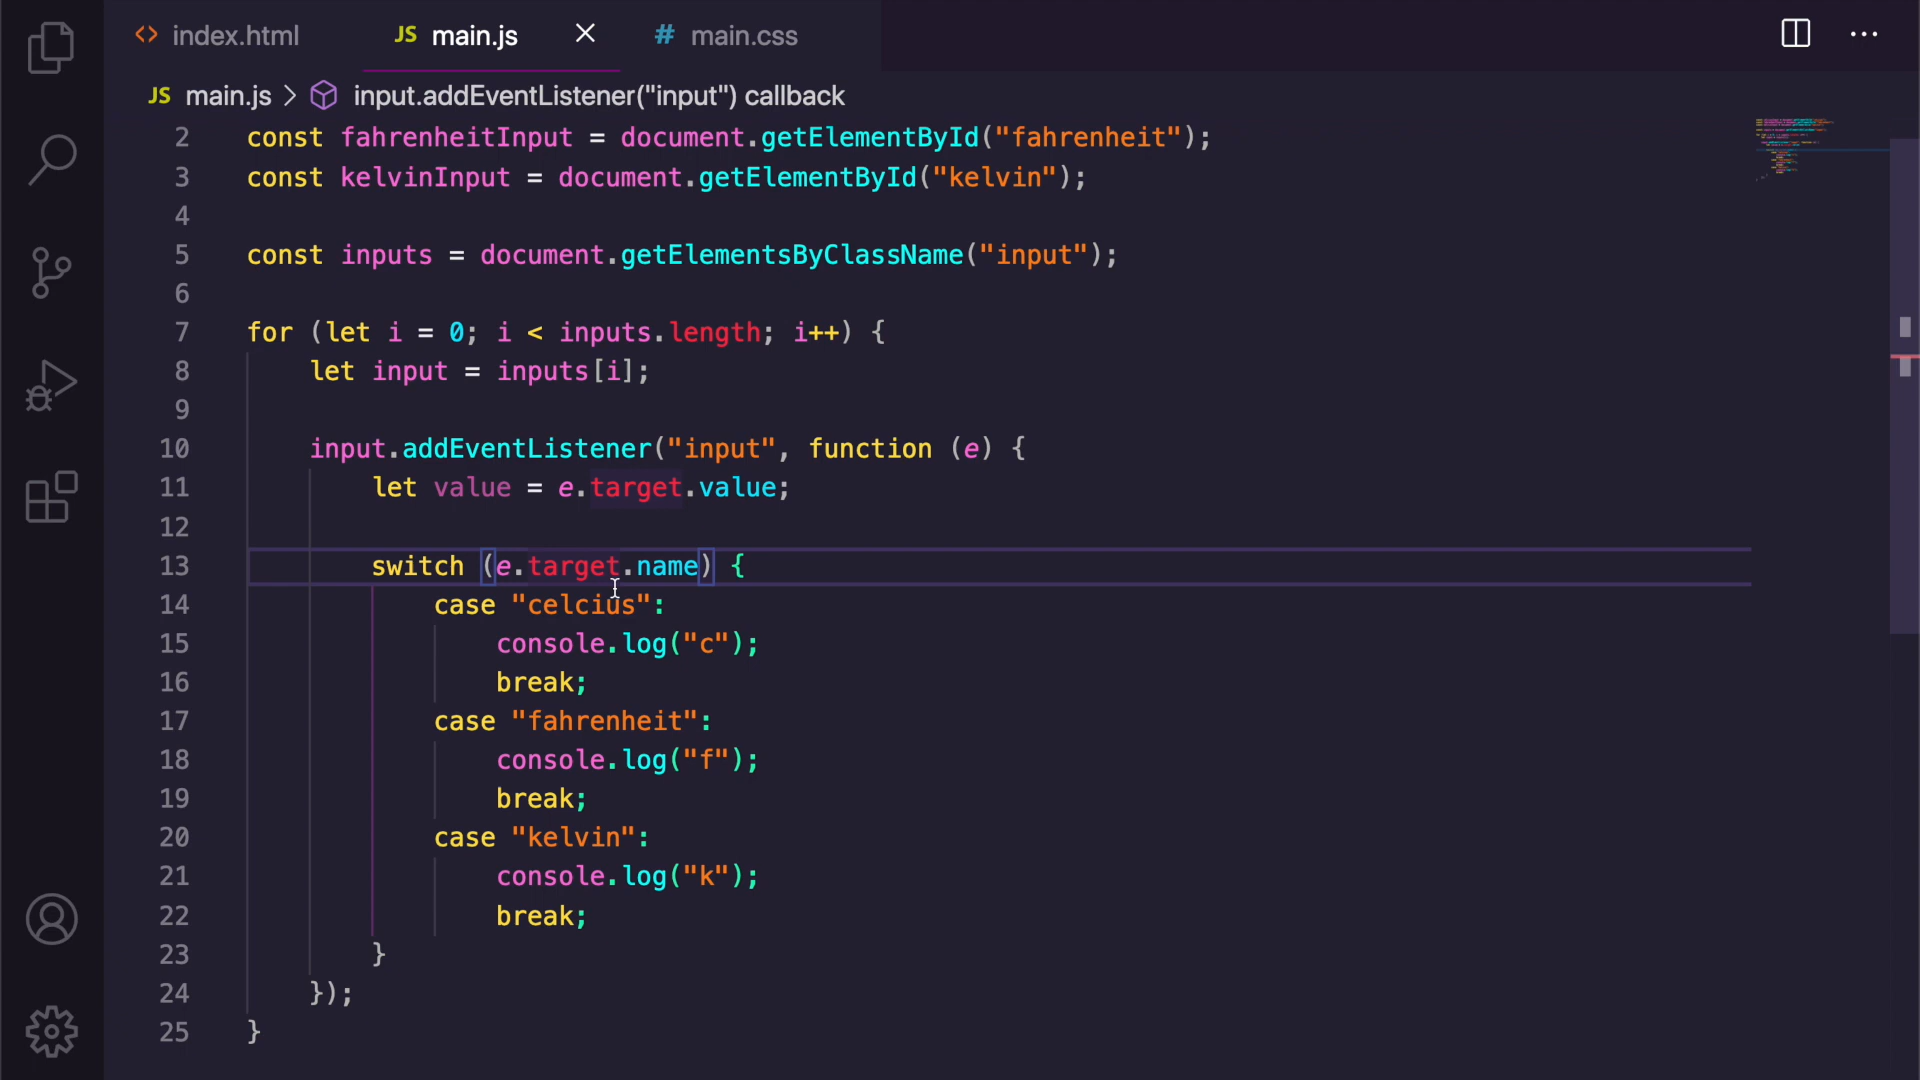 <> index.html JS main.js × # main.css ...
JS main.js > input.addEventListener("input") callback
2 const fahrenheitInput = document.getElementById("fahrenheit");
3 const kelvinInput = document.getElementById("kelvin");
4
5 const inputs = document.getElementsByClassName("input");
6
7 for (let i = 0; i < inputs.length; i++) {
8 let input = inputs[i];
9
10 input.addEventListener("input", function (e) {
11 let value = e.target.value;
12
13 switch (e.target.name) {
14 case "celcius":
15 console.log("c");
16 break;
17 case "fahrenheit":
18 console.log("f");
19 break;
20 case "kelvin":
21 console.log("k");
22 break;
23 }
24 });
25 }